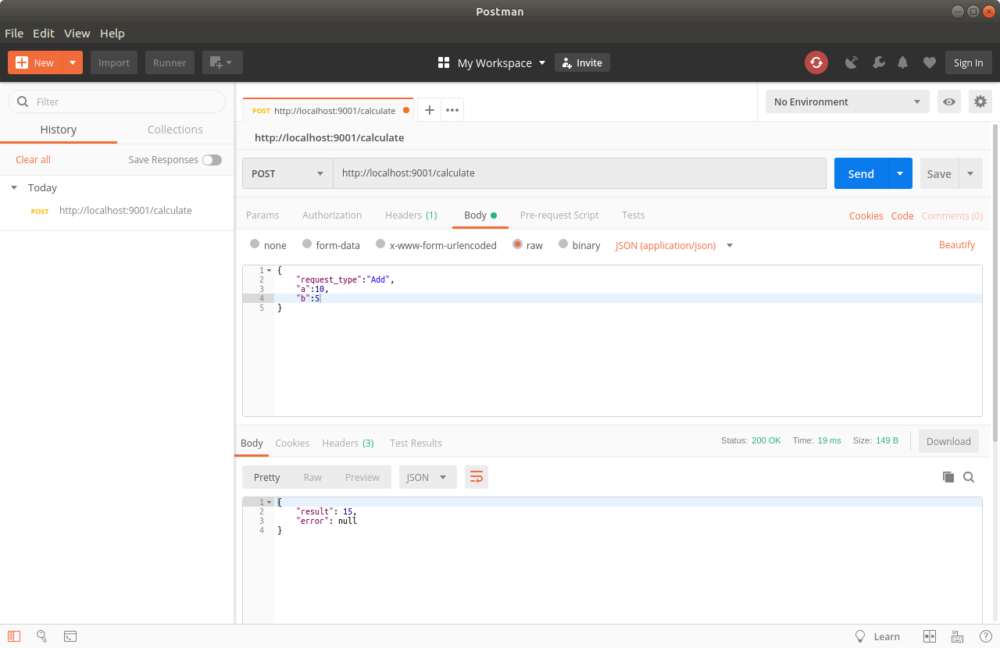 Postman
File Edit View Help
New Import Runner My Workspace Invite Sign In
Filter
History Collections
Clear all Save Responses
Today
POST http://localhost:9001/calculate
POST http://localhost:9001/calculate
No Environment
http://localhost:9001/calculate
POST http://localhost:9001/calculate Send Save
Params Authorization Headers (1) Body Pre-request Script Tests Cookies Code Comments (0)
none form-data x-www-form-urlencoded raw binary JSON (application/json) Beautify
1 {
2 "request_type":"Add",
3 "a":10,
4 "b":5
5 }
Body Cookies Headers (3) Test Results Status: 200 OK Time: 19 ms Size: 149 B Download
Pretty Raw Preview JSON
1 {
2 "result": 15,
3 "error": null
4 }
Learn